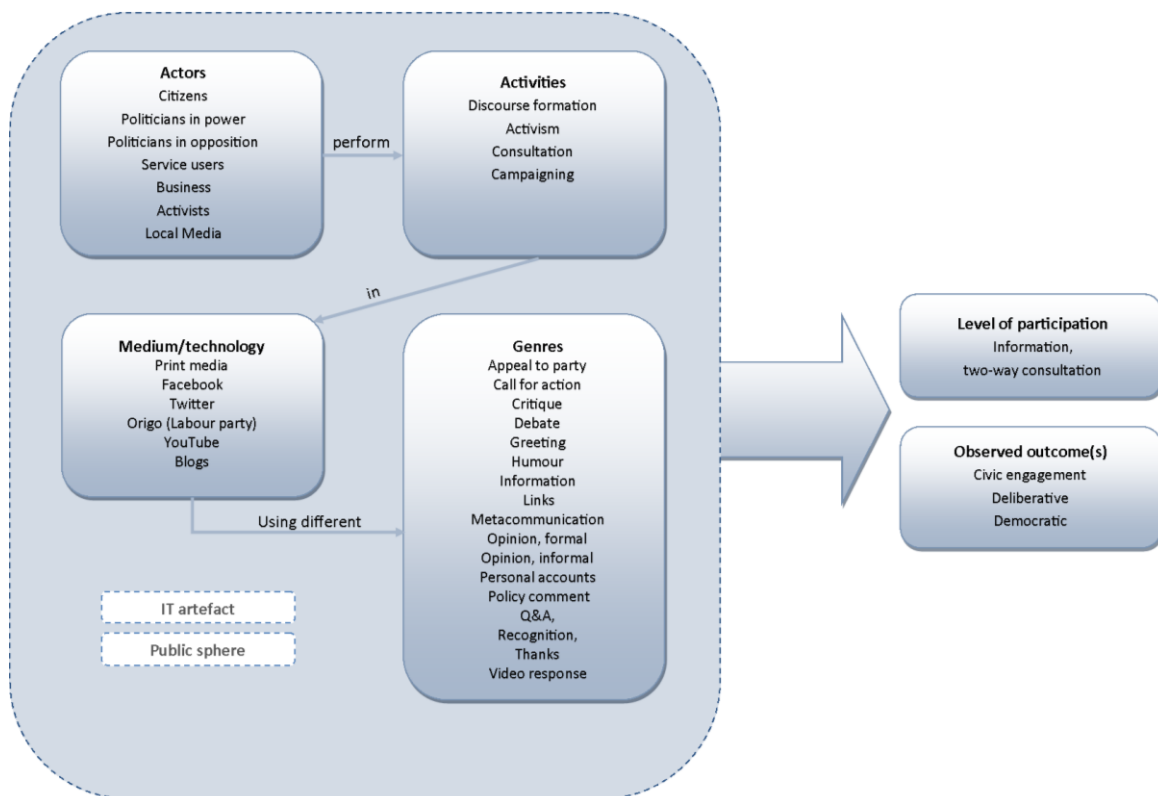 Actors
Citizens
Politicians in power
Politicians in opposition
Service users
Business
Activists
Local Media
perform
Activities
Discourse formation
Activism
Consultation
Campaigning
in
Medium/technology
Print media
Facebook
Twitter
Origo (Labour party)
YouTube
Blogs
Using different
Genres
Appeal to party
Call for action
Critique
Debate
Greeting
Humour
Information
Links
Metacommunication
Opinion, formal
Opinion, informal
Personal accounts
Policy comment
Q&A,
Recognition,
Thanks
Video response
IT artefact
Public sphere
Level of participation
Information,
two-way consultation
Observed outcome(s)
Civic engagement
Deliberative
Democratic